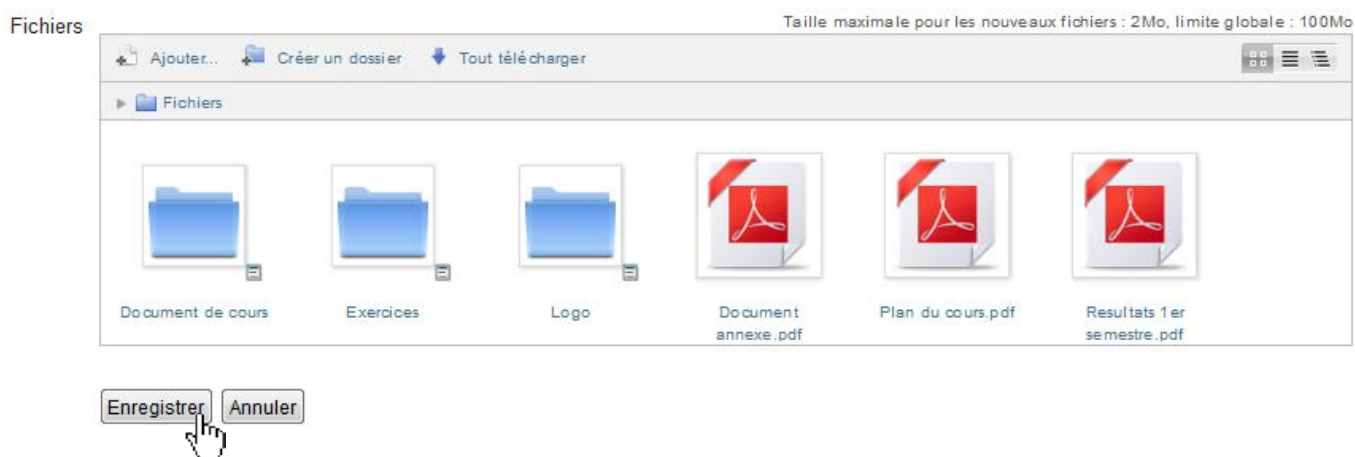 Fichiers
Taille maximale pour les nouveaux fichiers : 2Mo, limite globale : 100Mo
Ajouter... Créer un dossier Tout télécharger
Fichiers
Document de cours Exercices Logo Document annexe.pdf Plan du cours.pdf Resultats 1er semestre.pdf
Enregistrer Annuler